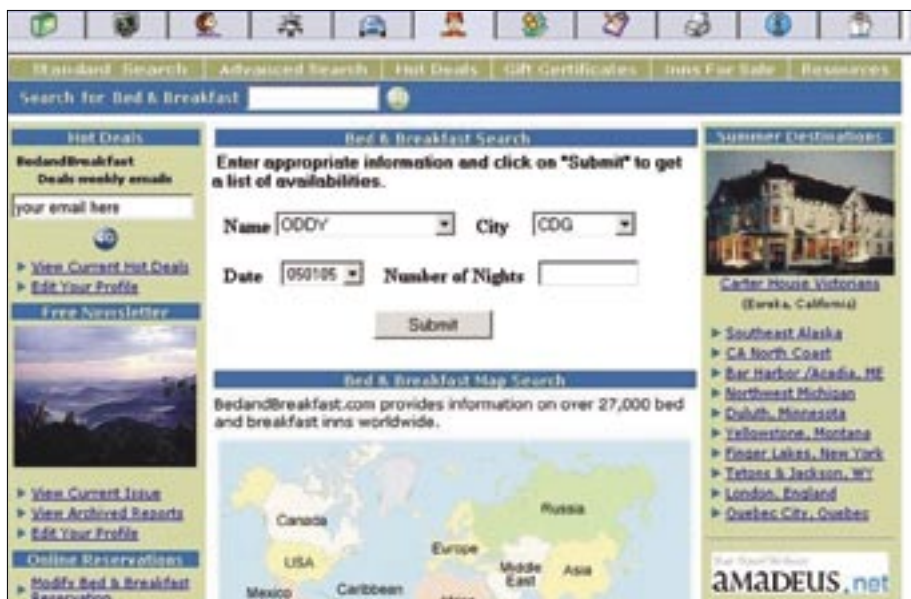 Standard Search Advanced Search Hot Deals Gift Certificates Inns For Sale Resources
Search for Bed & Breakfast
Hot Deals
BedandBreakfast
Deals weekly emails
your email here
GO
View Current Hot Deals
Edit Your Profile
Free Newsletter
View Current Issue
View Archived Reports
Edit Your Profile
Online Reservations
Modify Bed & Breakfast
Reservation
Bed & Breakfast Search
Enter appropriate information and click on "Submit" to get
a list of availabilities.
Name ODDY City CDG
Date 050105 Number of Nights
Submit
Bed & Breakfast Map Search
BedandBreakfast.com provides information on over 27,000 bed
and breakfast inns worldwide.
Canada
Russia
USA
Europe
Middle
East
Asia
Mexico
Caribbean
Summer Destinations
Carter House Victorians
(Eureka, California)
Southeast Alaska
CA North Coast
Bar Harbor /Acadia, ME
Northwest Michigan
Duluth, Minnesota
Yellowstone, Montana
Finger Lakes, New York
Tetons & Jackson, WY
London, England
Quebec City, Quebec
amadeus.net